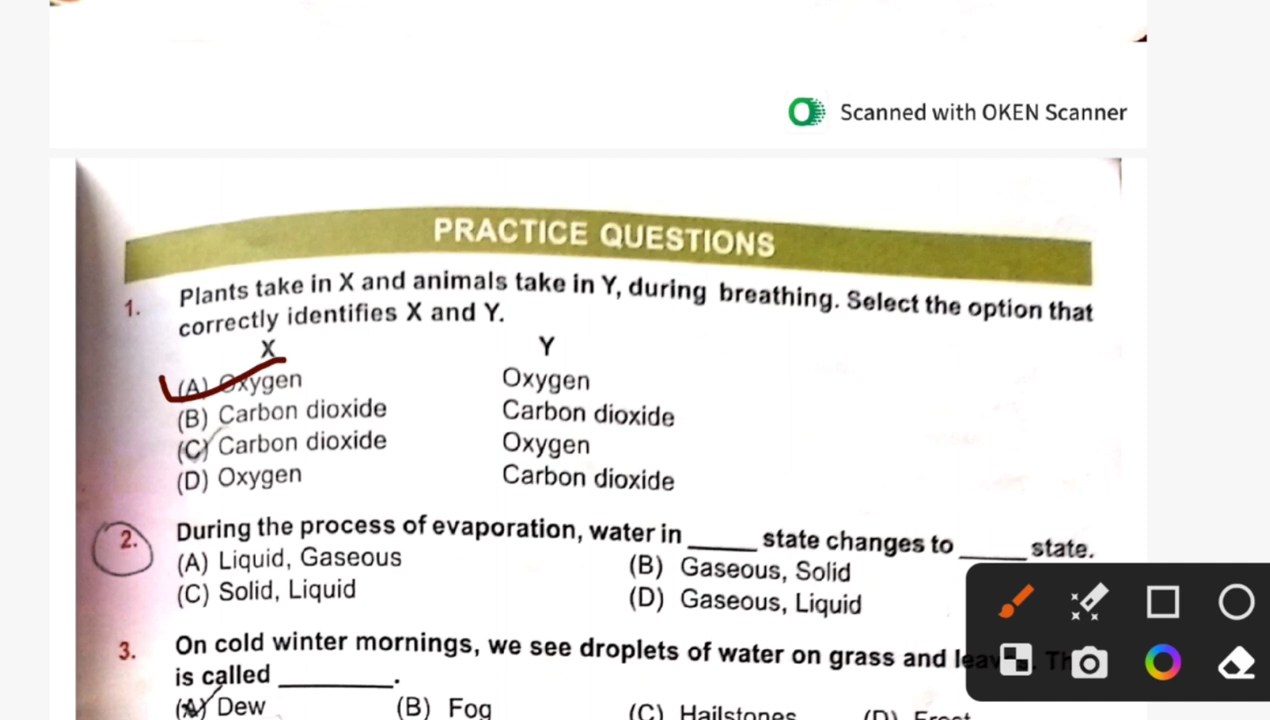 Scanned with OKEN Scanner
PRACTICE QUESTIONS
1. Plants take in X and animals take in Y, during breathing. Select the option that
correctly identifies X and Y.
X Y
(A) Oxygen Oxygen
(B) Carbon dioxide Carbon dioxide
(C) Carbon dioxide Oxygen
(D) Oxygen Carbon dioxide
2. During the process of evaporation, water in _____ state changes to _____ state.
(A) Liquid, Gaseous (B) Gaseous, Solid
(C) Solid, Liquid (D) Gaseous, Liquid
3. On cold winter mornings, we see droplets of water on grass and
is called ________.
(A) Dew (B) Fog (C) Hailstones (D) Frost